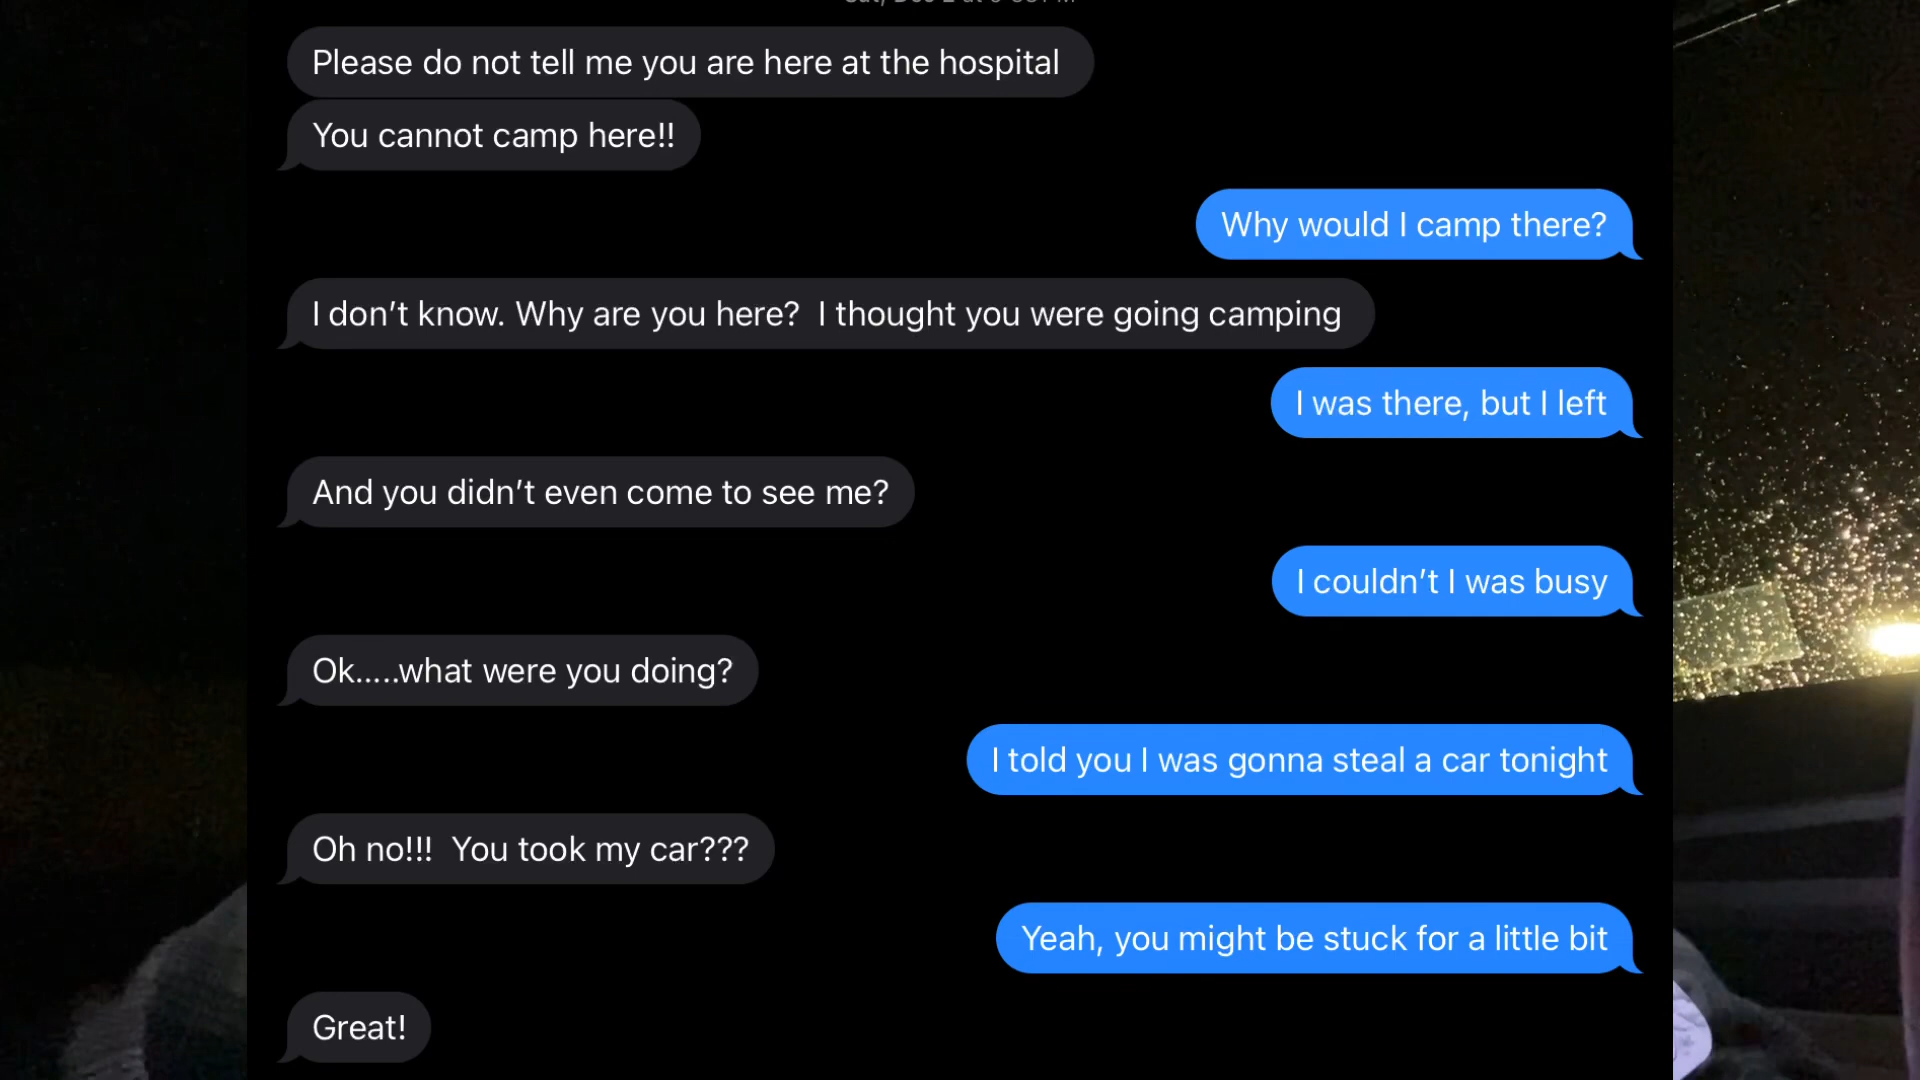 Please do not tell me you are here at the hospital
You cannot camp here!!
Why would I camp there?
I don’t know. Why are you here?  I thought you were going camping
I was there, but I left
And you didn’t even come to see me?
I couldn’t I was busy
Ok.....what were you doing?
I told you I was gonna steal a car tonight
Oh no!!!  You took my car???
Yeah, you might be stuck for a little bit
Great!